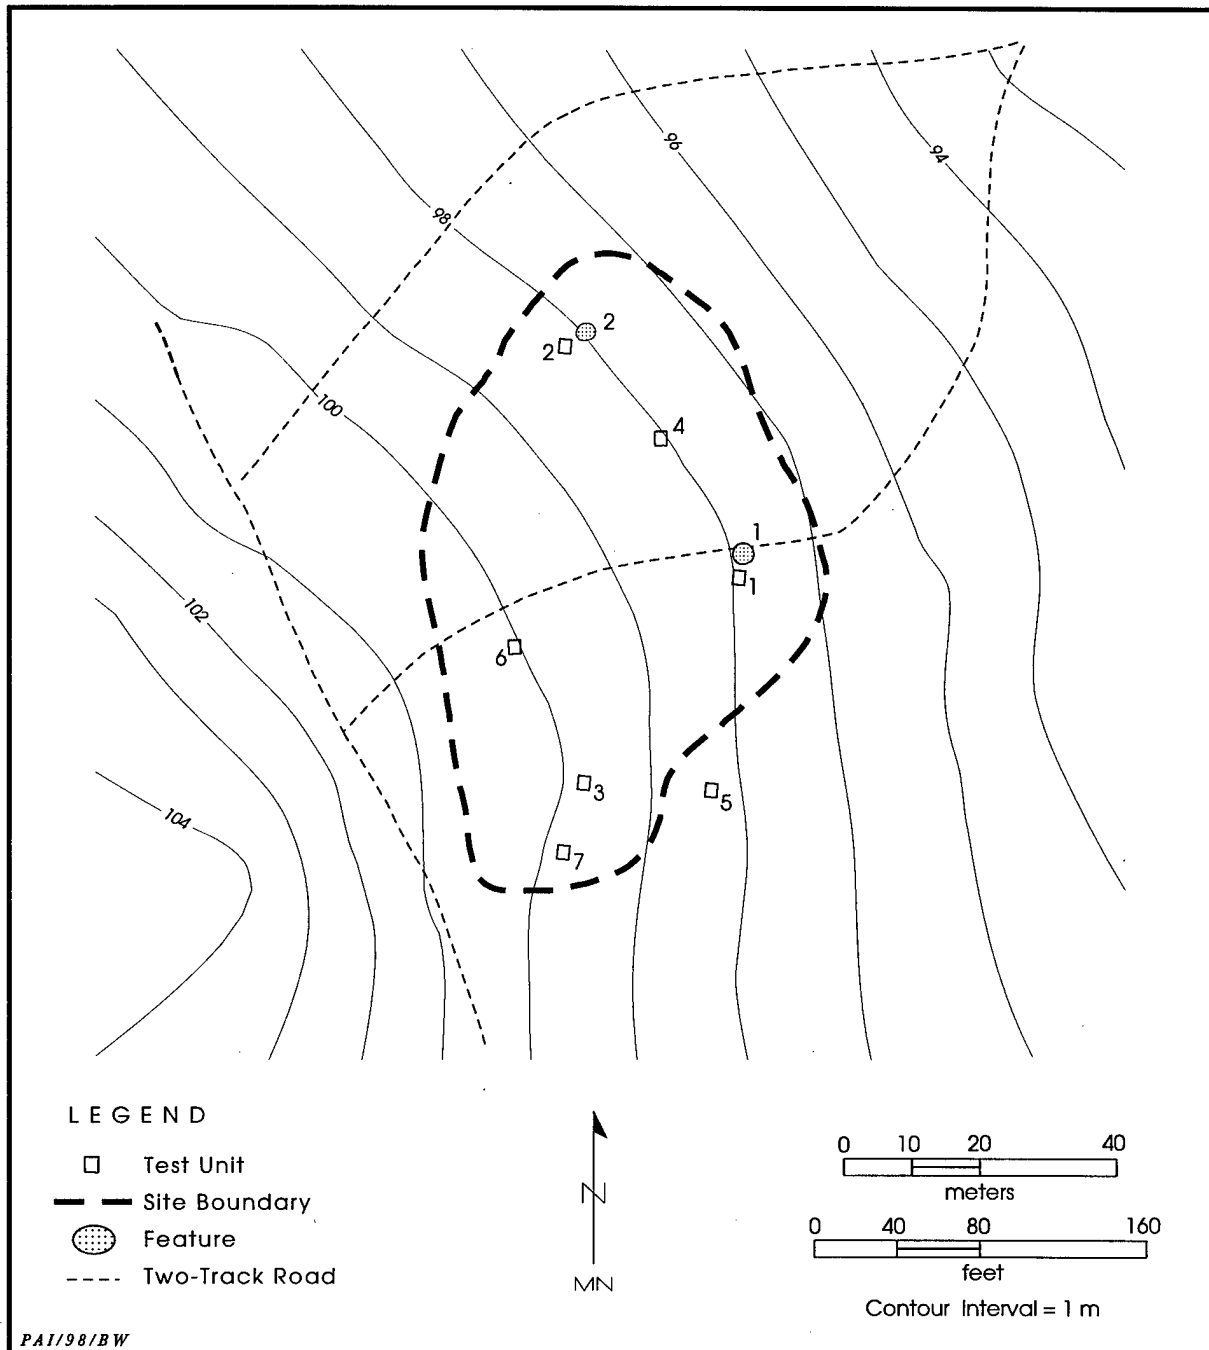 96
94
98
2
2
4
100
1
1
102
6
3
5
104
7
LEGEND
Test Unit
Site Boundary
Feature
Two-Track Road
N
MN
0 10 20 40
meters
0 40 80 160
feet
Contour Interval = 1 m
PAI/98/BW